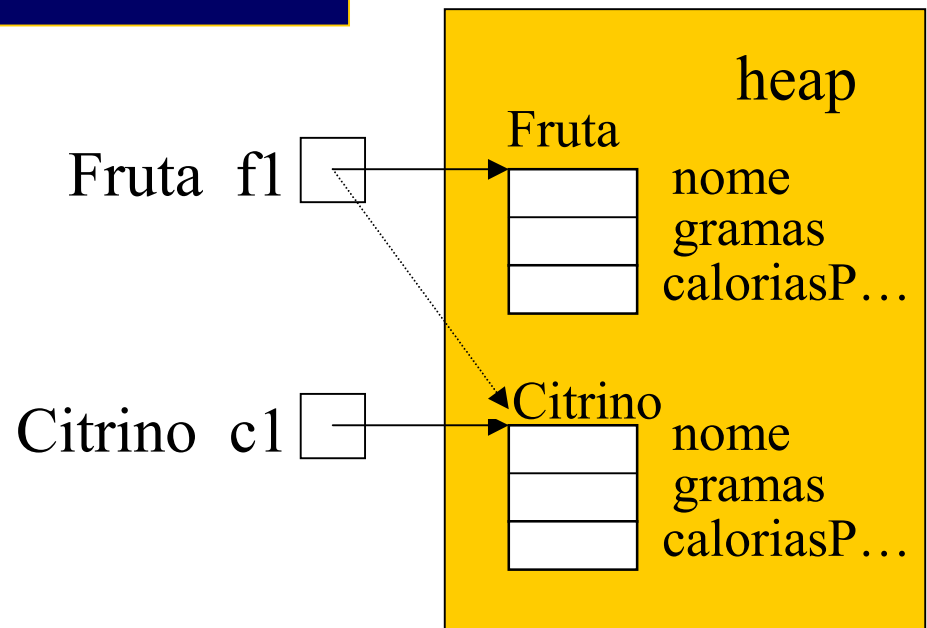 heap
Fruta
Fruta f1
nome
gramas
caloriasP…
Citrino
Citrino c1
nome
gramas
caloriasP…